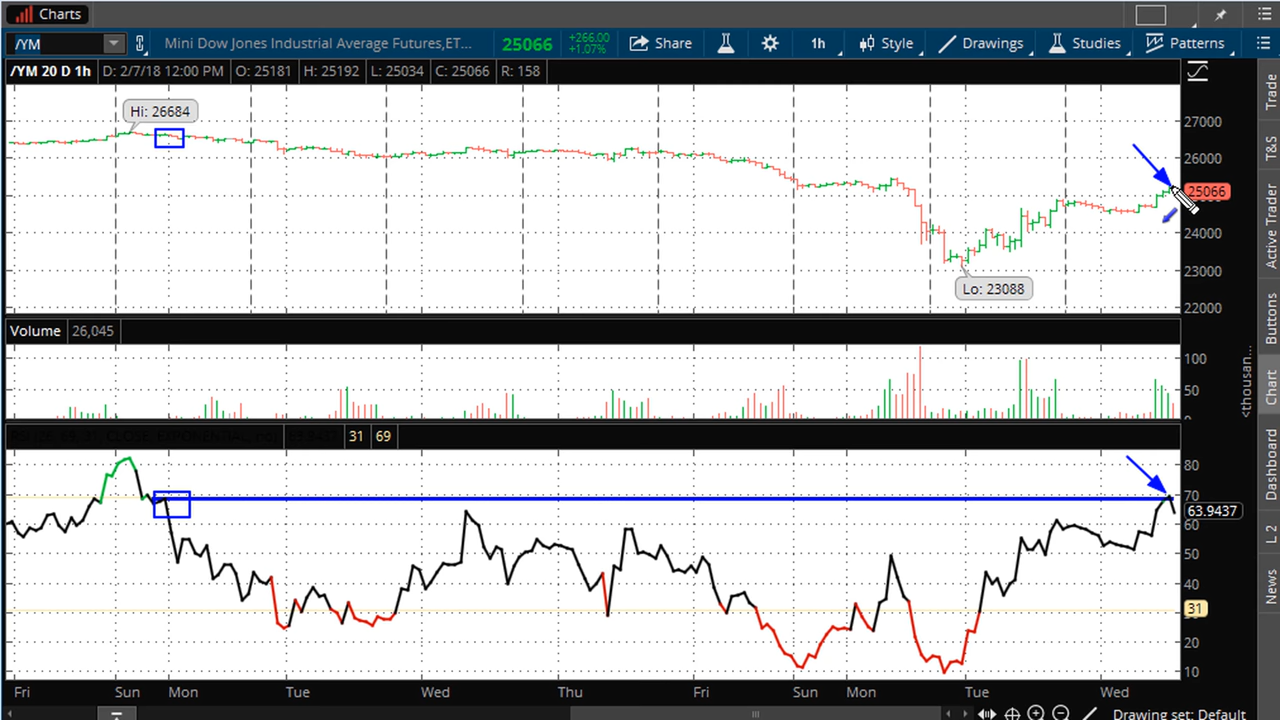 Charts
/YM Mini Dow Jones Industrial Average Futures,ET... 25066 +266.00 +1.07% Share 1h Style Drawings Studies Patterns
/YM 20 D 1h D: 2/7/18 12:00 PM O: 25181 H: 25192 L: 25034 C: 25066 R: 158
Hi: 26684
27000
26000
25066
24000
Lo: 23088
23000
22000
Volume 26,045
100
50
0
<thousan...
31 69
80
70
63.9437
60
50
40
31
20
10
Fri Sun Mon Tue Wed Thu Fri Sun Mon Tue Wed
Drawing set: Default
Trade
T&S
Active Trader
Buttons
Chart
Dashboard
L 2
News